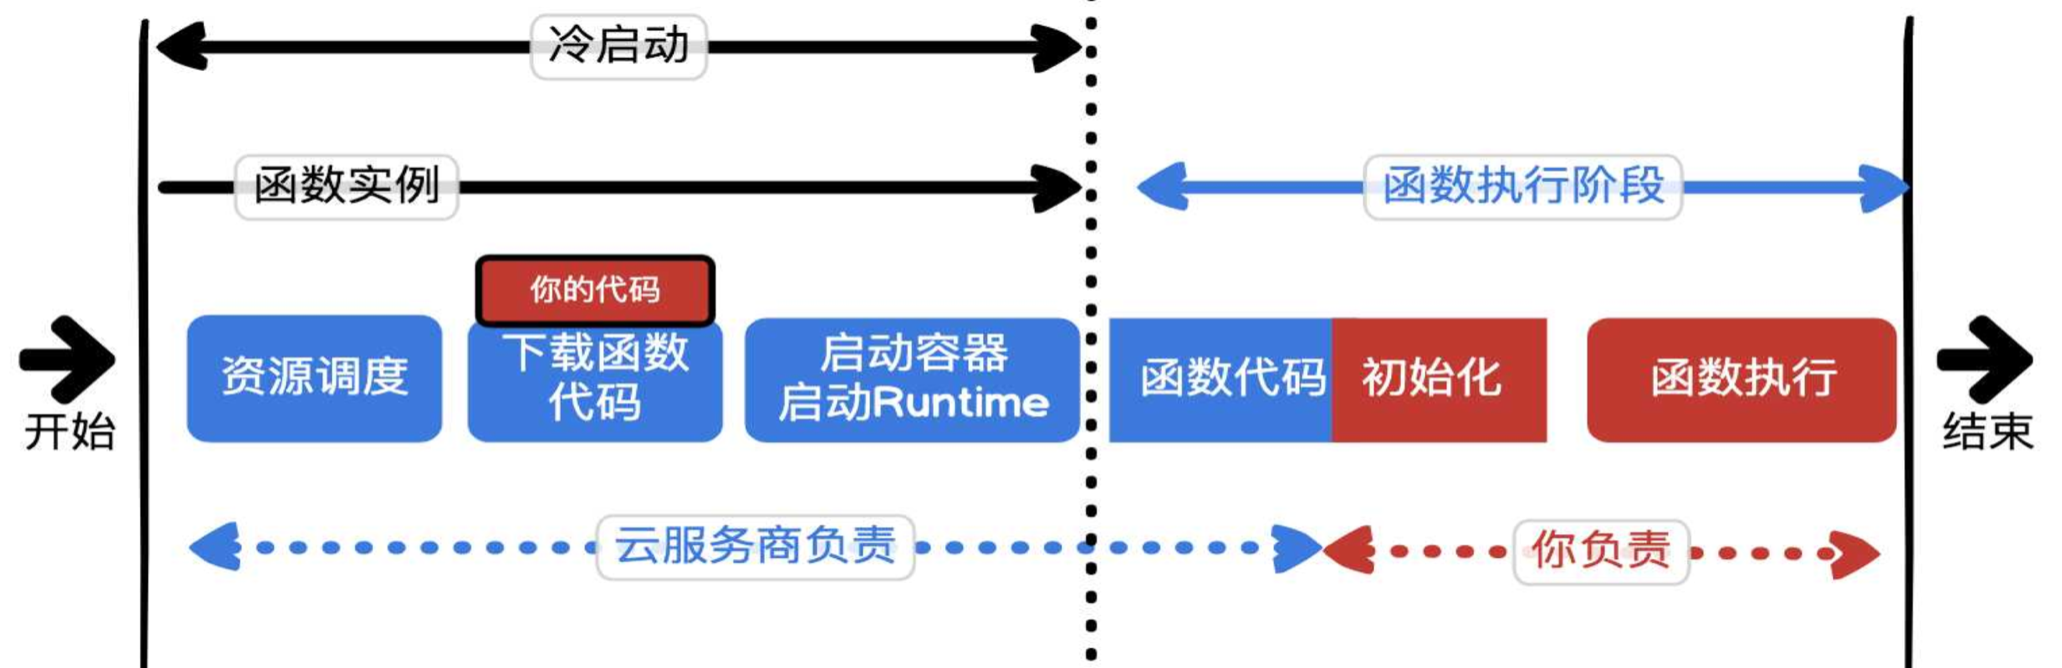 冷启动
函数实例
函数执行阶段
你的代码
资源调度
下载函数
代码
启动容器
启动Runtime
函数代码
初始化
函数执行
开始
结束
云服务商负责
你负责